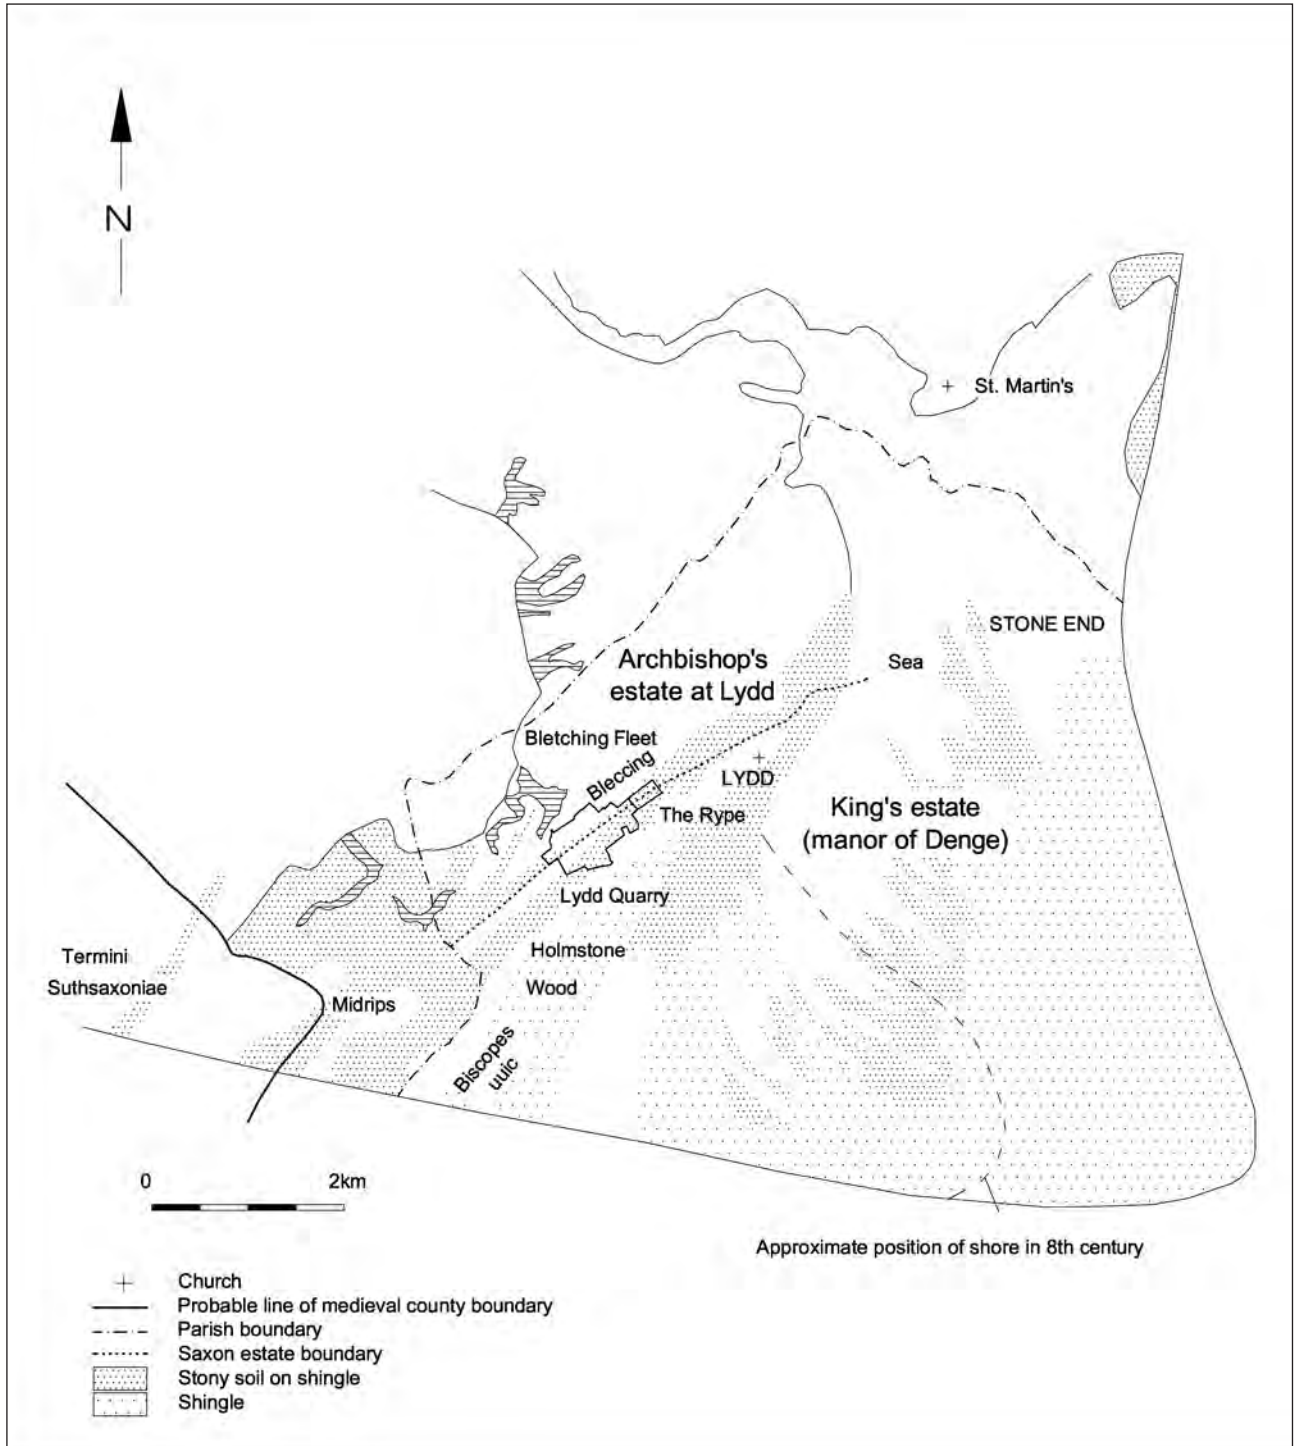 N
St. Martin's
STONE END
Archbishop's
estate at Lydd
Sea
Bletching Fleet
Bleccing
LYDD
The Rype
King's estate
(manor of Denge)
Lydd Quarry
Termini
Suthsaxoniae
Holmstone
Wood
Midrips
Biscopes
uuic
0 2km
Approximate position of shore in 8th century
Church
Probable line of medieval county boundary
Parish boundary
Saxon estate boundary
Stony soil on shingle
Shingle